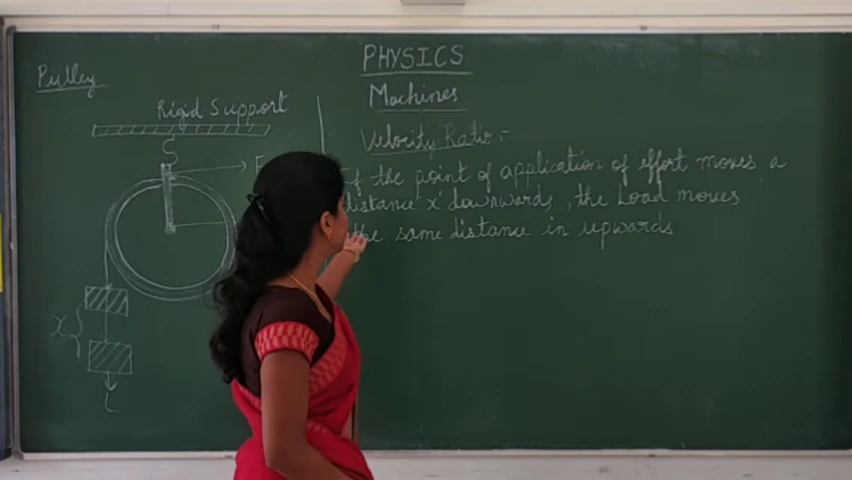 PHYSICS
Pulley
Machines
Rigid Support
Velocity Ratio :-
F
If the point of application of effort moves a
distance 'x' downwards, the load moves
the same distance in upwards
x
L